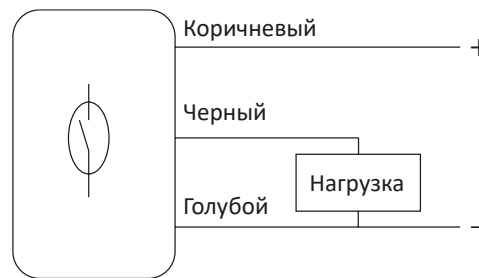 Коричневый
+
Черный
Нагрузка
Голубой
−